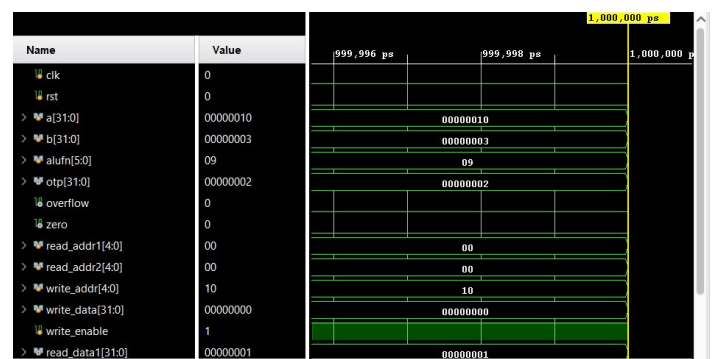 1,000,000 ps
Name Value 999,996 ps 999,998 ps 1,000,000 p
clk 0
rst 0
a[31:0] 00000010 00000010
b[31:0] 00000003 00000003
alufn[5:0] 09 09
otp[31:0] 00000002 00000002
overflow 0
zero 0
read_addr1[4:0] 00 00
read_addr2[4:0] 00 00
write_addr[4:0] 10 10
write_data[31:0] 00000000 00000000
write_enable 1
read_data1[31:0] 00000001 00000001